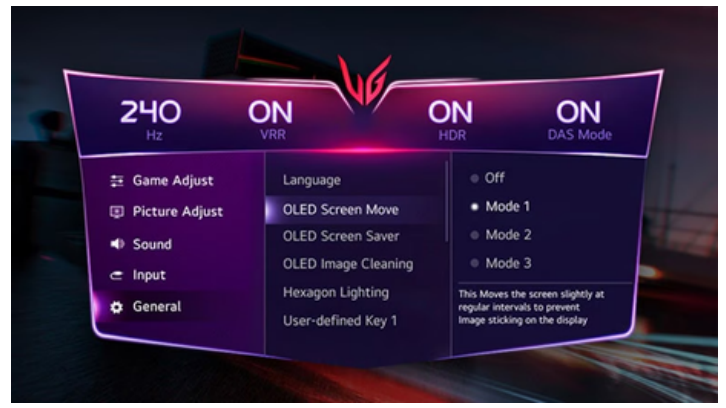 UG
240
Hz
ON
VRR
ON
HDR
ON
DAS Mode
Game Adjust
Picture Adjust
Sound
Input
General
Language
OLED Screen Move
OLED Screen Saver
OLED Image Cleaning
Hexagon Lighting
User-defined Key 1
Off
Mode 1
Mode 2
Mode 3
This Moves the screen slightly at
regular intervals to prevent
Image sticking on the display